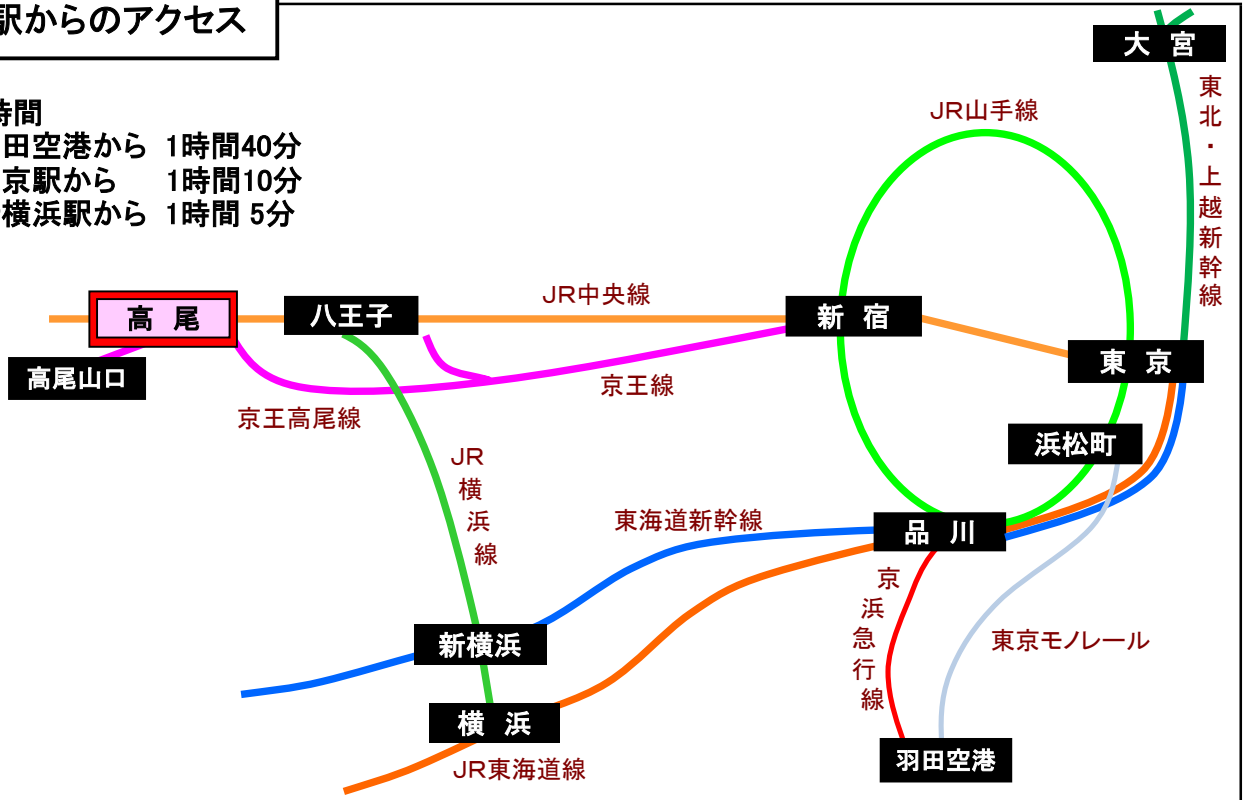 駅からのアクセス
時間
田空港から 1時間40分
京駅から 1時間10分
横浜駅から 1時間 5分
大 宮
東北・上越新幹線
JR山手線
JR中央線
高 尾
八王子
新 宿
東 京
高尾山口
京王線
京王高尾線
浜松町
JR横浜線
東海道新幹線
品 川
京浜急行線
新横浜
東京モノレール
横 浜
羽田空港
JR東海道線